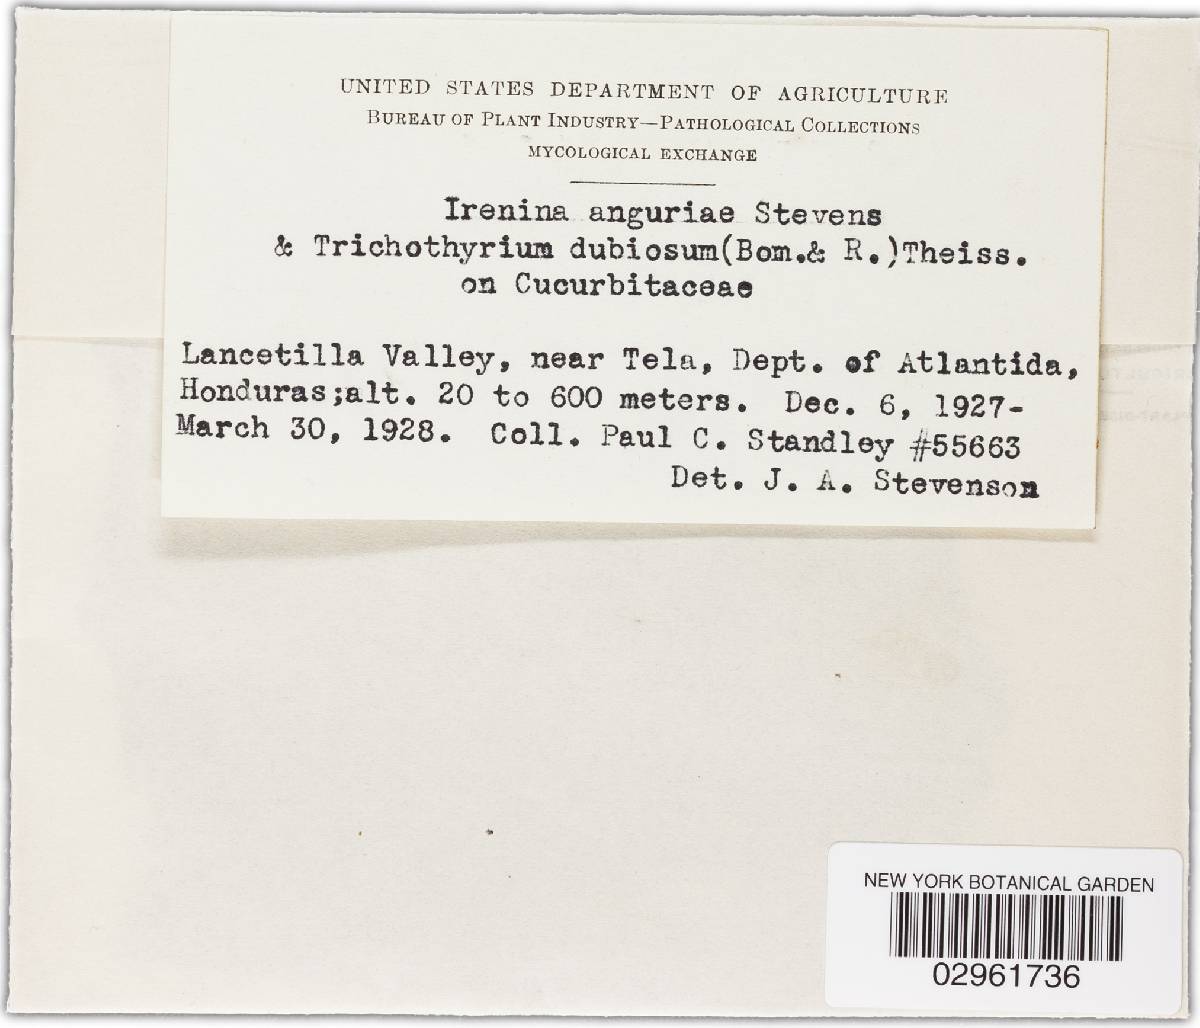 UNITED STATES DEPARTMENT OF AGRICULTURE
BUREAU OF PLANT INDUSTRY—PATHOLOGICAL COLLECTIONS
MYCOLOGICAL EXCHANGE
Irenina anguriae Stevens
& Trichothyrium dubiosum(Bom.& R.)Theiss.
on Cucurbitaceae
Lancetilla Valley, near Tela, Dept. of Atlantida,
Honduras;alt. 20 to 600 meters. Dec. 6, 1927-
March 30, 1928. Coll. Paul C. Standley #55663
Det. J. A. Stevenson
NEW YORK BOTANICAL GARDEN
02961736